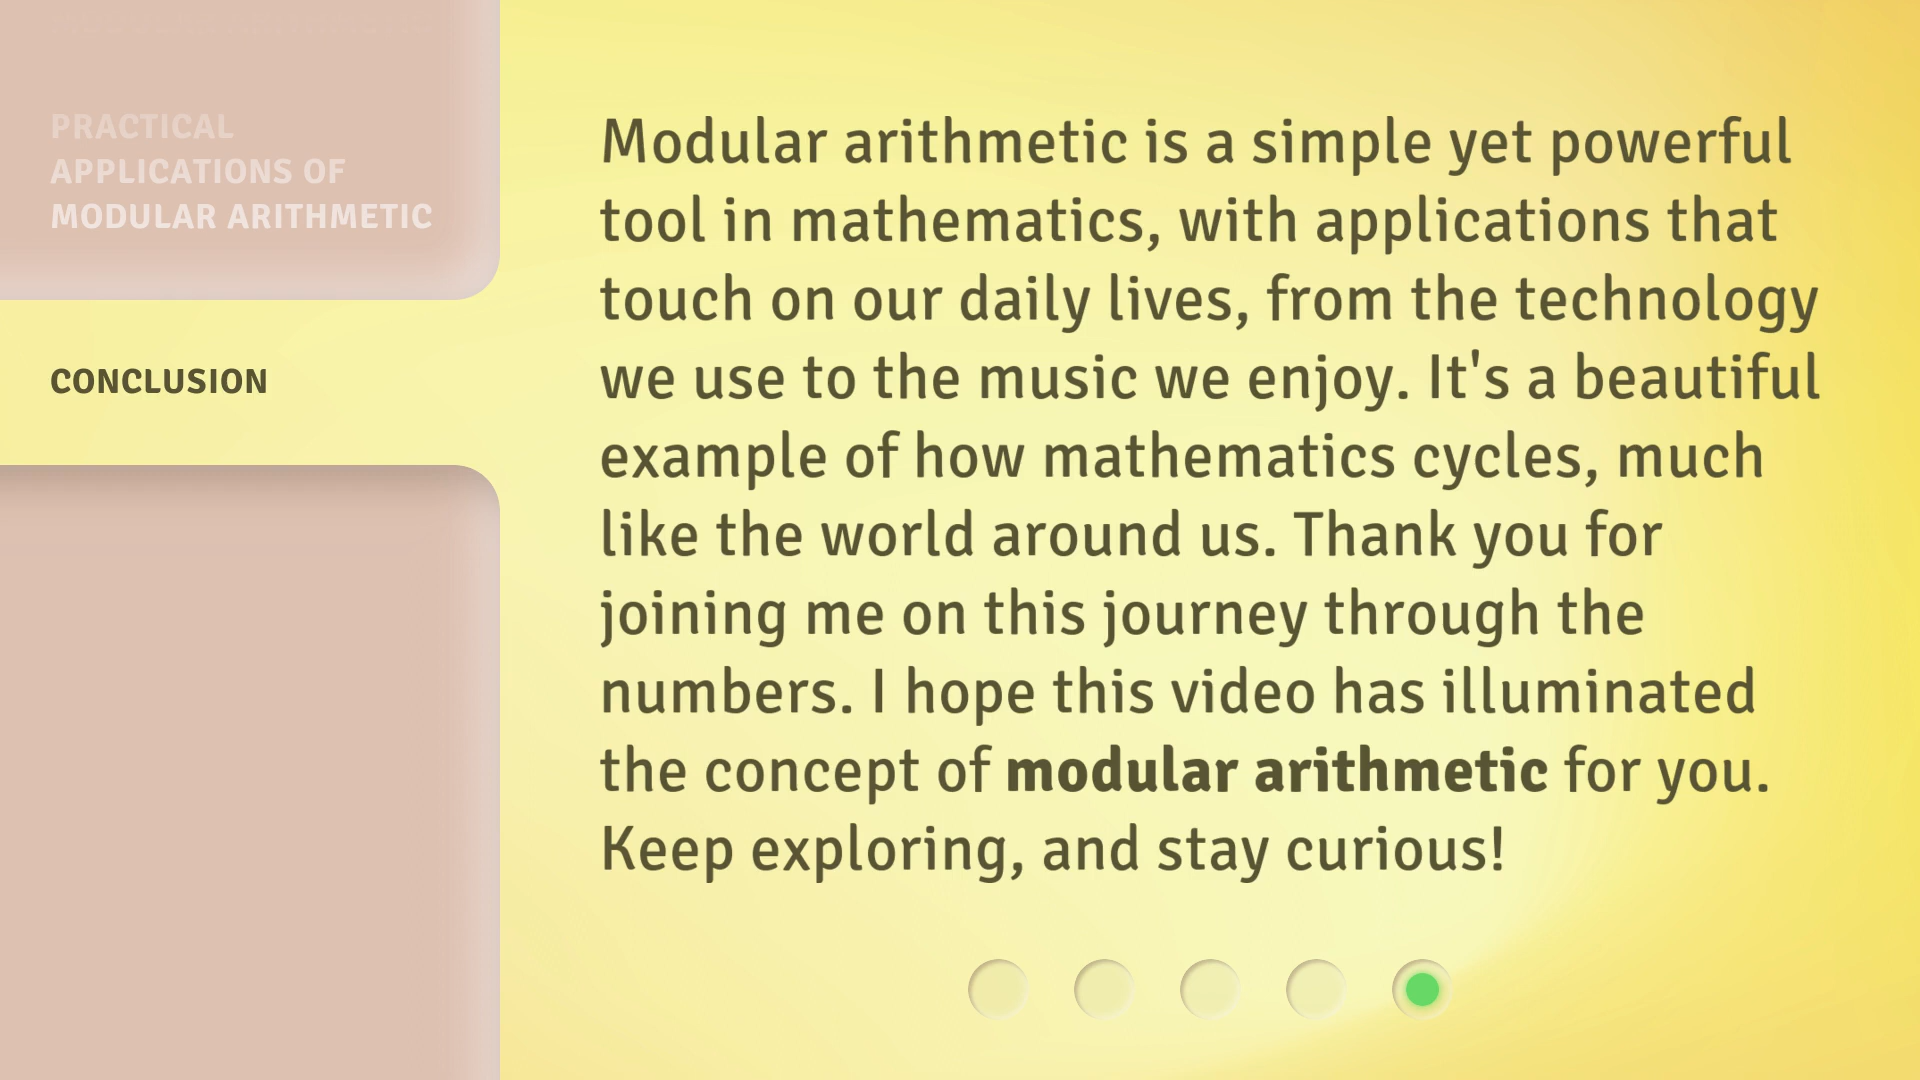 PRACTICAL
APPLICATIONS OF
MODULAR ARITHMETIC
CONCLUSION
Modular arithmetic is a simple yet powerful
tool in mathematics, with applications that
touch on our daily lives, from the technology
we use to the music we enjoy. It's a beautiful
example of how mathematics cycles, much
like the world around us. Thank you for
joining me on this journey through the
numbers. I hope this video has illuminated
the concept of modular arithmetic for you.
Keep exploring, and stay curious!